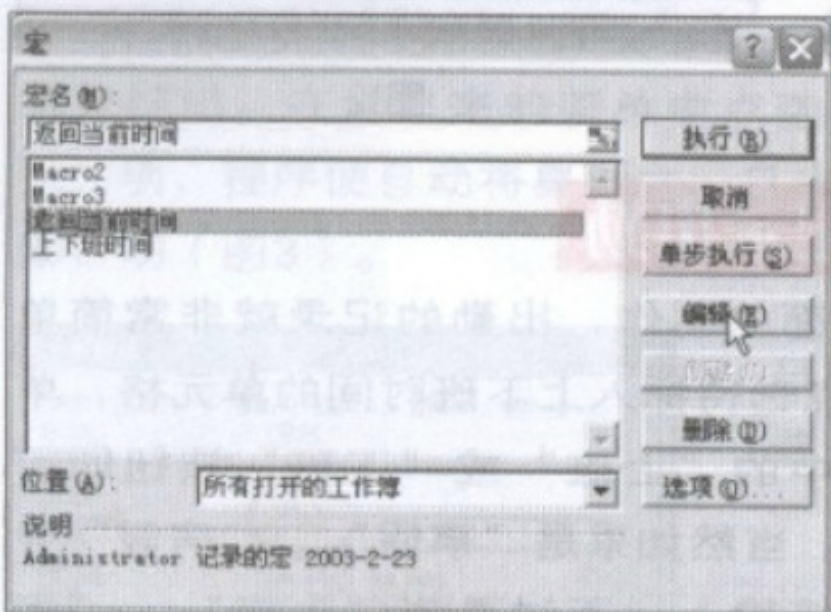 宏
宏名(M):
返回当前时间
执行(R)
Macro2
Macro3
返回当前时间
上下班时间
取消
单步执行(S)
编辑(E)
删除(D)
位置(A):
所有打开的工作簿
选项(O)...
说明
Administrator 记录的宏 2003-2-23